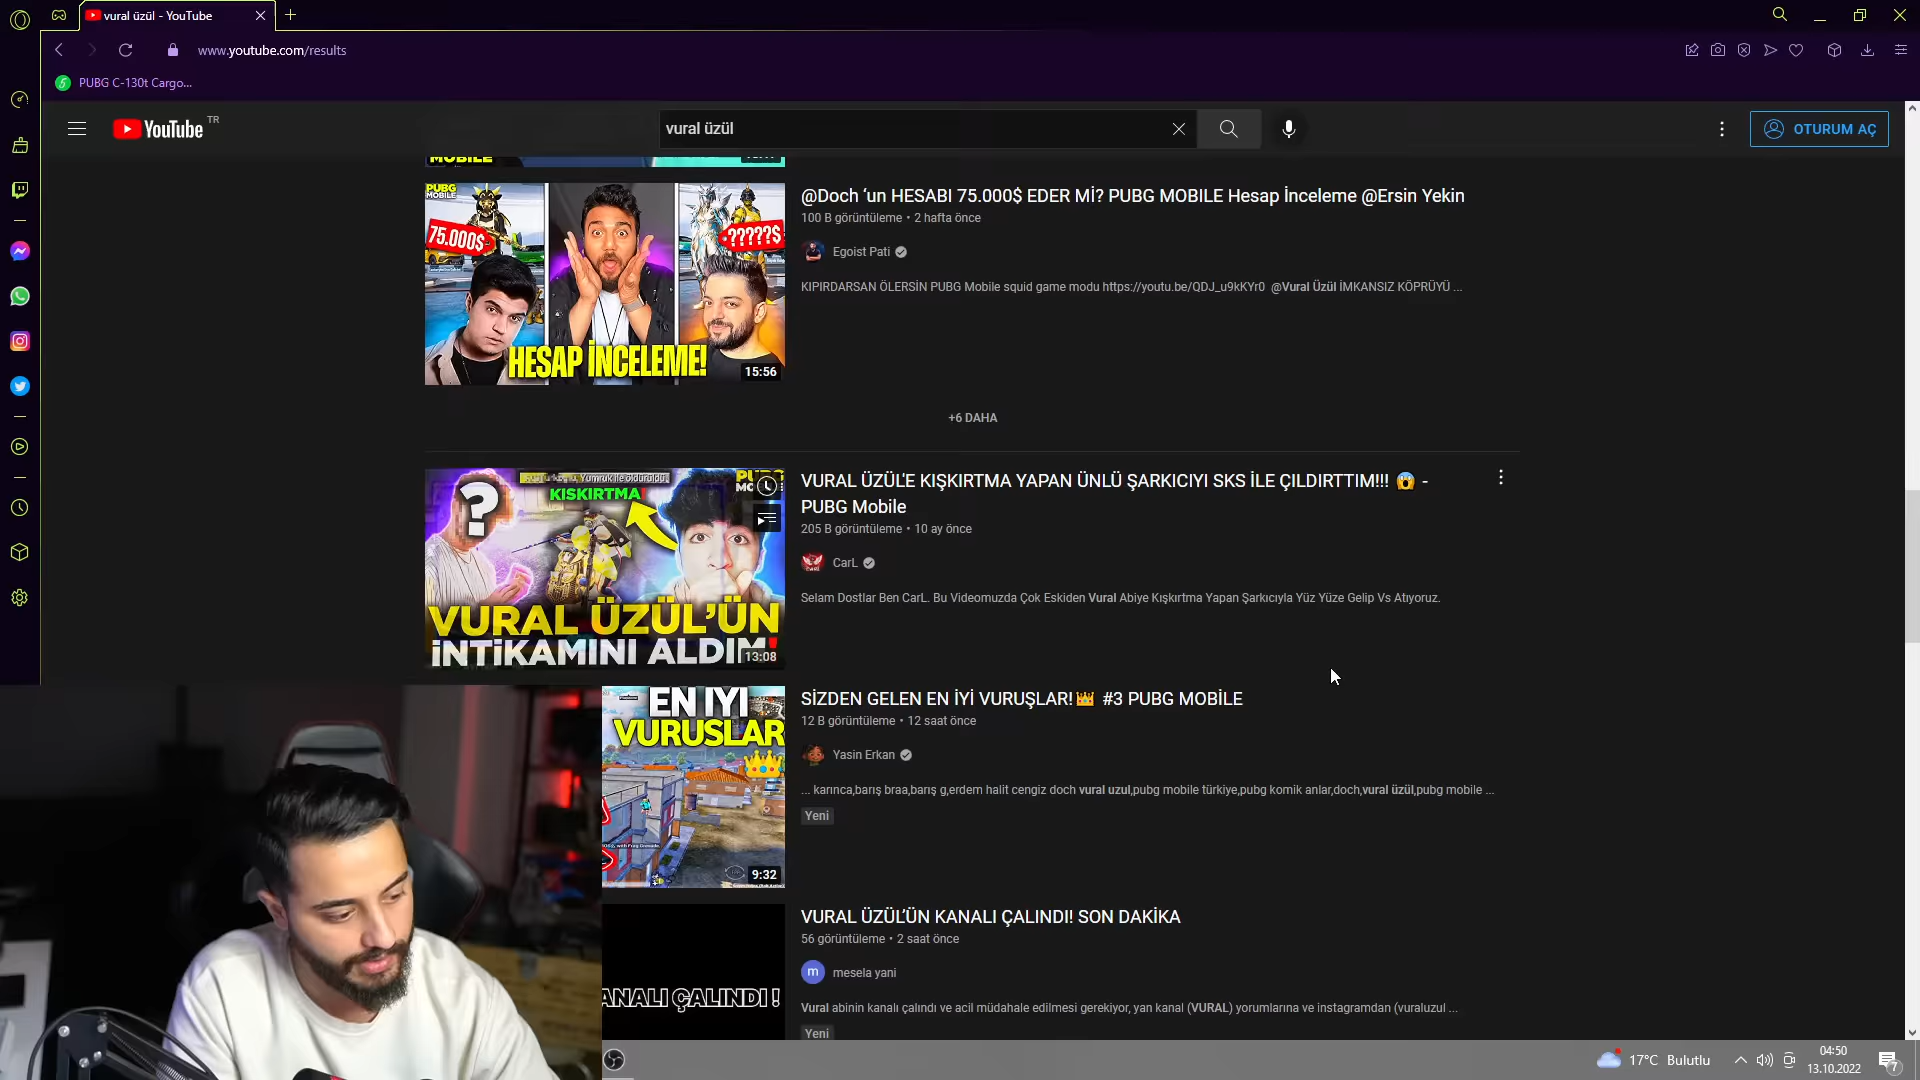 vural üzül - YouTube
www.youtube.com/results
PUBG C-130t Cargo...
YouTube TR
vural üzül
OTURUM AÇ
MOBILE
PUBG
MOBILE
75.000$
?????$
HESAP İNCELEME!
15:56
@Doch ‘un HESABI 75.000$ EDER Mİ? PUBG MOBILE Hesap İnceleme @Ersin Yekin
100 B görüntüleme • 2 hafta önce
Egoist Pati
KIPIRDARSAN ÖLERSİN PUBG Mobile squid game modu https://youtu.be/QDJ_u9kKYr0 @Vural Üzül İMKANSIZ KÖPRÜYÜ ...
+6 DAHA
?
KISKIRTMA!
VURAL ÜZÜL'ÜN
İNTİKAMINI ALDIM!
13:08
VURAL ÜZÜL'E KIŞKIRTMA YAPAN ÜNLÜ ŞARKICIYI SKS İLE ÇILDIRTTIM!!! 😱 -
PUBG Mobile
205 B görüntüleme • 10 ay önce
CarL
Selam Dostlar Ben CarL. Bu Videomuzda Çok Eskiden Vural Abiye Kışkırtma Yapan Şarkıcıyla Yüz Yüze Gelip Vs Atıyoruz.
EN IYI
VURUSLAR
9:32
SİZDEN GELEN EN İYİ VURUŞLAR!👑 #3 PUBG MOBİLE
12 B görüntüleme • 12 saat önce
Yasin Erkan
... karınca,barış braa,barış g,erdem halit cengiz doch vural uzul,pubg mobile türkiye,pubg komik anlar,doch,vural üzül,pubg mobile ...
Yeni
ANALI ÇALINDI !
VURAL ÜZÜL'ÜN KANALI ÇALINDI! SON DAKİKA
56 görüntüleme • 2 saat önce
m mesela yani
Vural abinin kanalı çalındı ve acil müdahale edilmesi gerekiyor, yan kanal (VURAL) yorumlarına ve instagramdan (vuraluzul ...
Yeni
17°C Bulutlu
04:50
13.10.2022
7